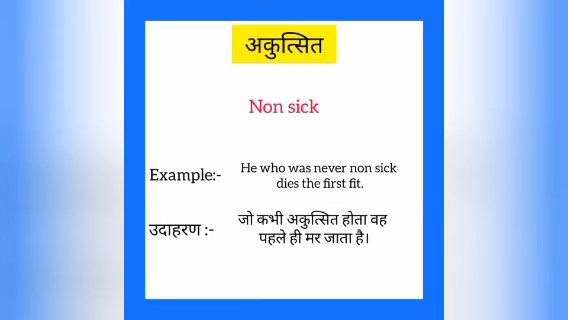 अकुत्सित
Non sick
Example:-
He who was never non sick
dies the first fit.
उदाहरण :-
जो कभी अकुत्सित होता वह
पहले ही मर जाता है।